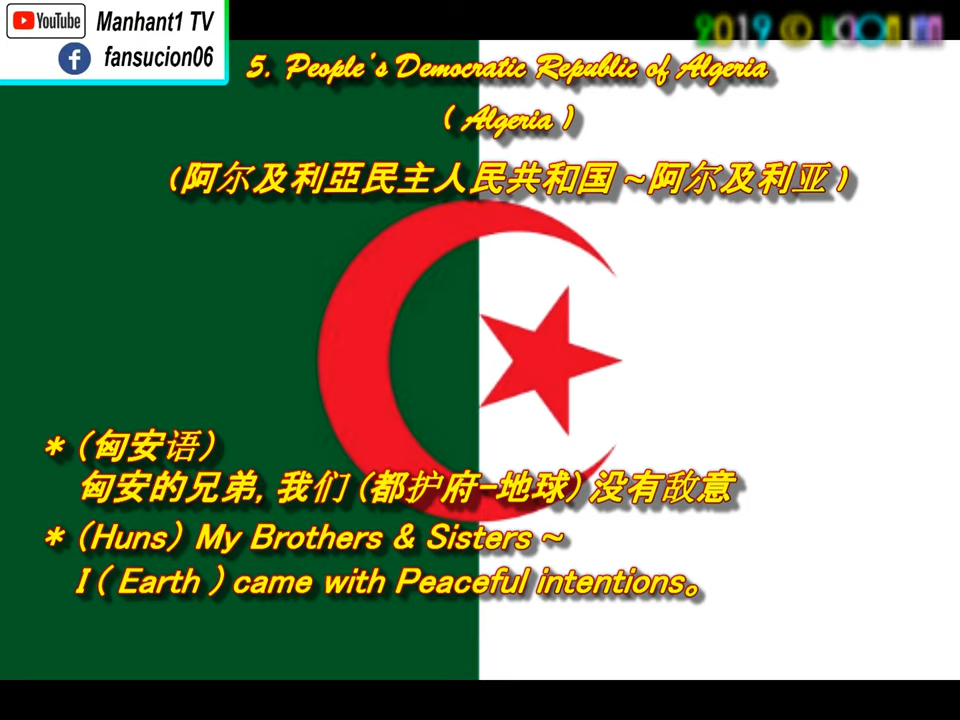 YouTube Manhant1 TV
fansucion06
2019 ©
5. People's Democratic Republic of Algeria
( Algeria )
(阿尔及利亞民主人民共和国 ~阿尔及利亚 )
* (匈安语)
匈安的兄弟, 我们 (都护府-地球) 没有敌意
* (Huns) My Brothers & Sisters ~
I ( Earth ) came with Peaceful intentions。